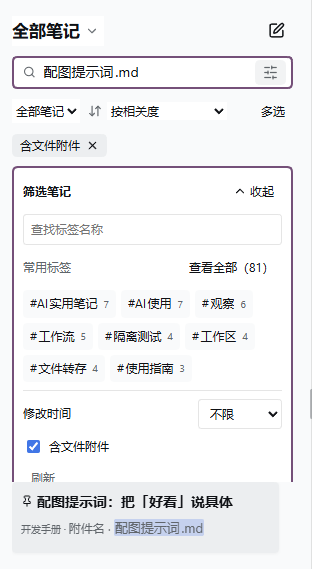 全部笔记
配图提示词.md
全部笔记 按相关度 多选
含文件附件 ×
筛选笔记 收起
查找标签名称
常用标签 查看全部（81）
#AI实用笔记 7 #AI使用 7 #观察 6
#工作流 5 #隔离测试 4 #工作区 4
#文件转存 4 #使用指南 3
修改时间 不限
含文件附件
刷新
配图提示词：把「好看」说具体
开发手册 · 附件名 · 配图提示词.md